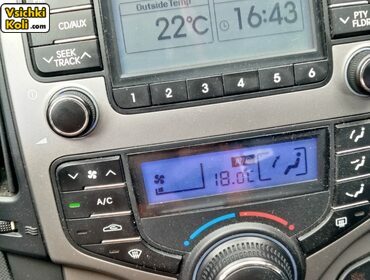 Vsichki
Koli.com
Outside Temp
22°C
16:43
CD/AUX
PTY
FLDR
SEEK
TRACK
1 2 3 4 5 6
18.0°C
A/C